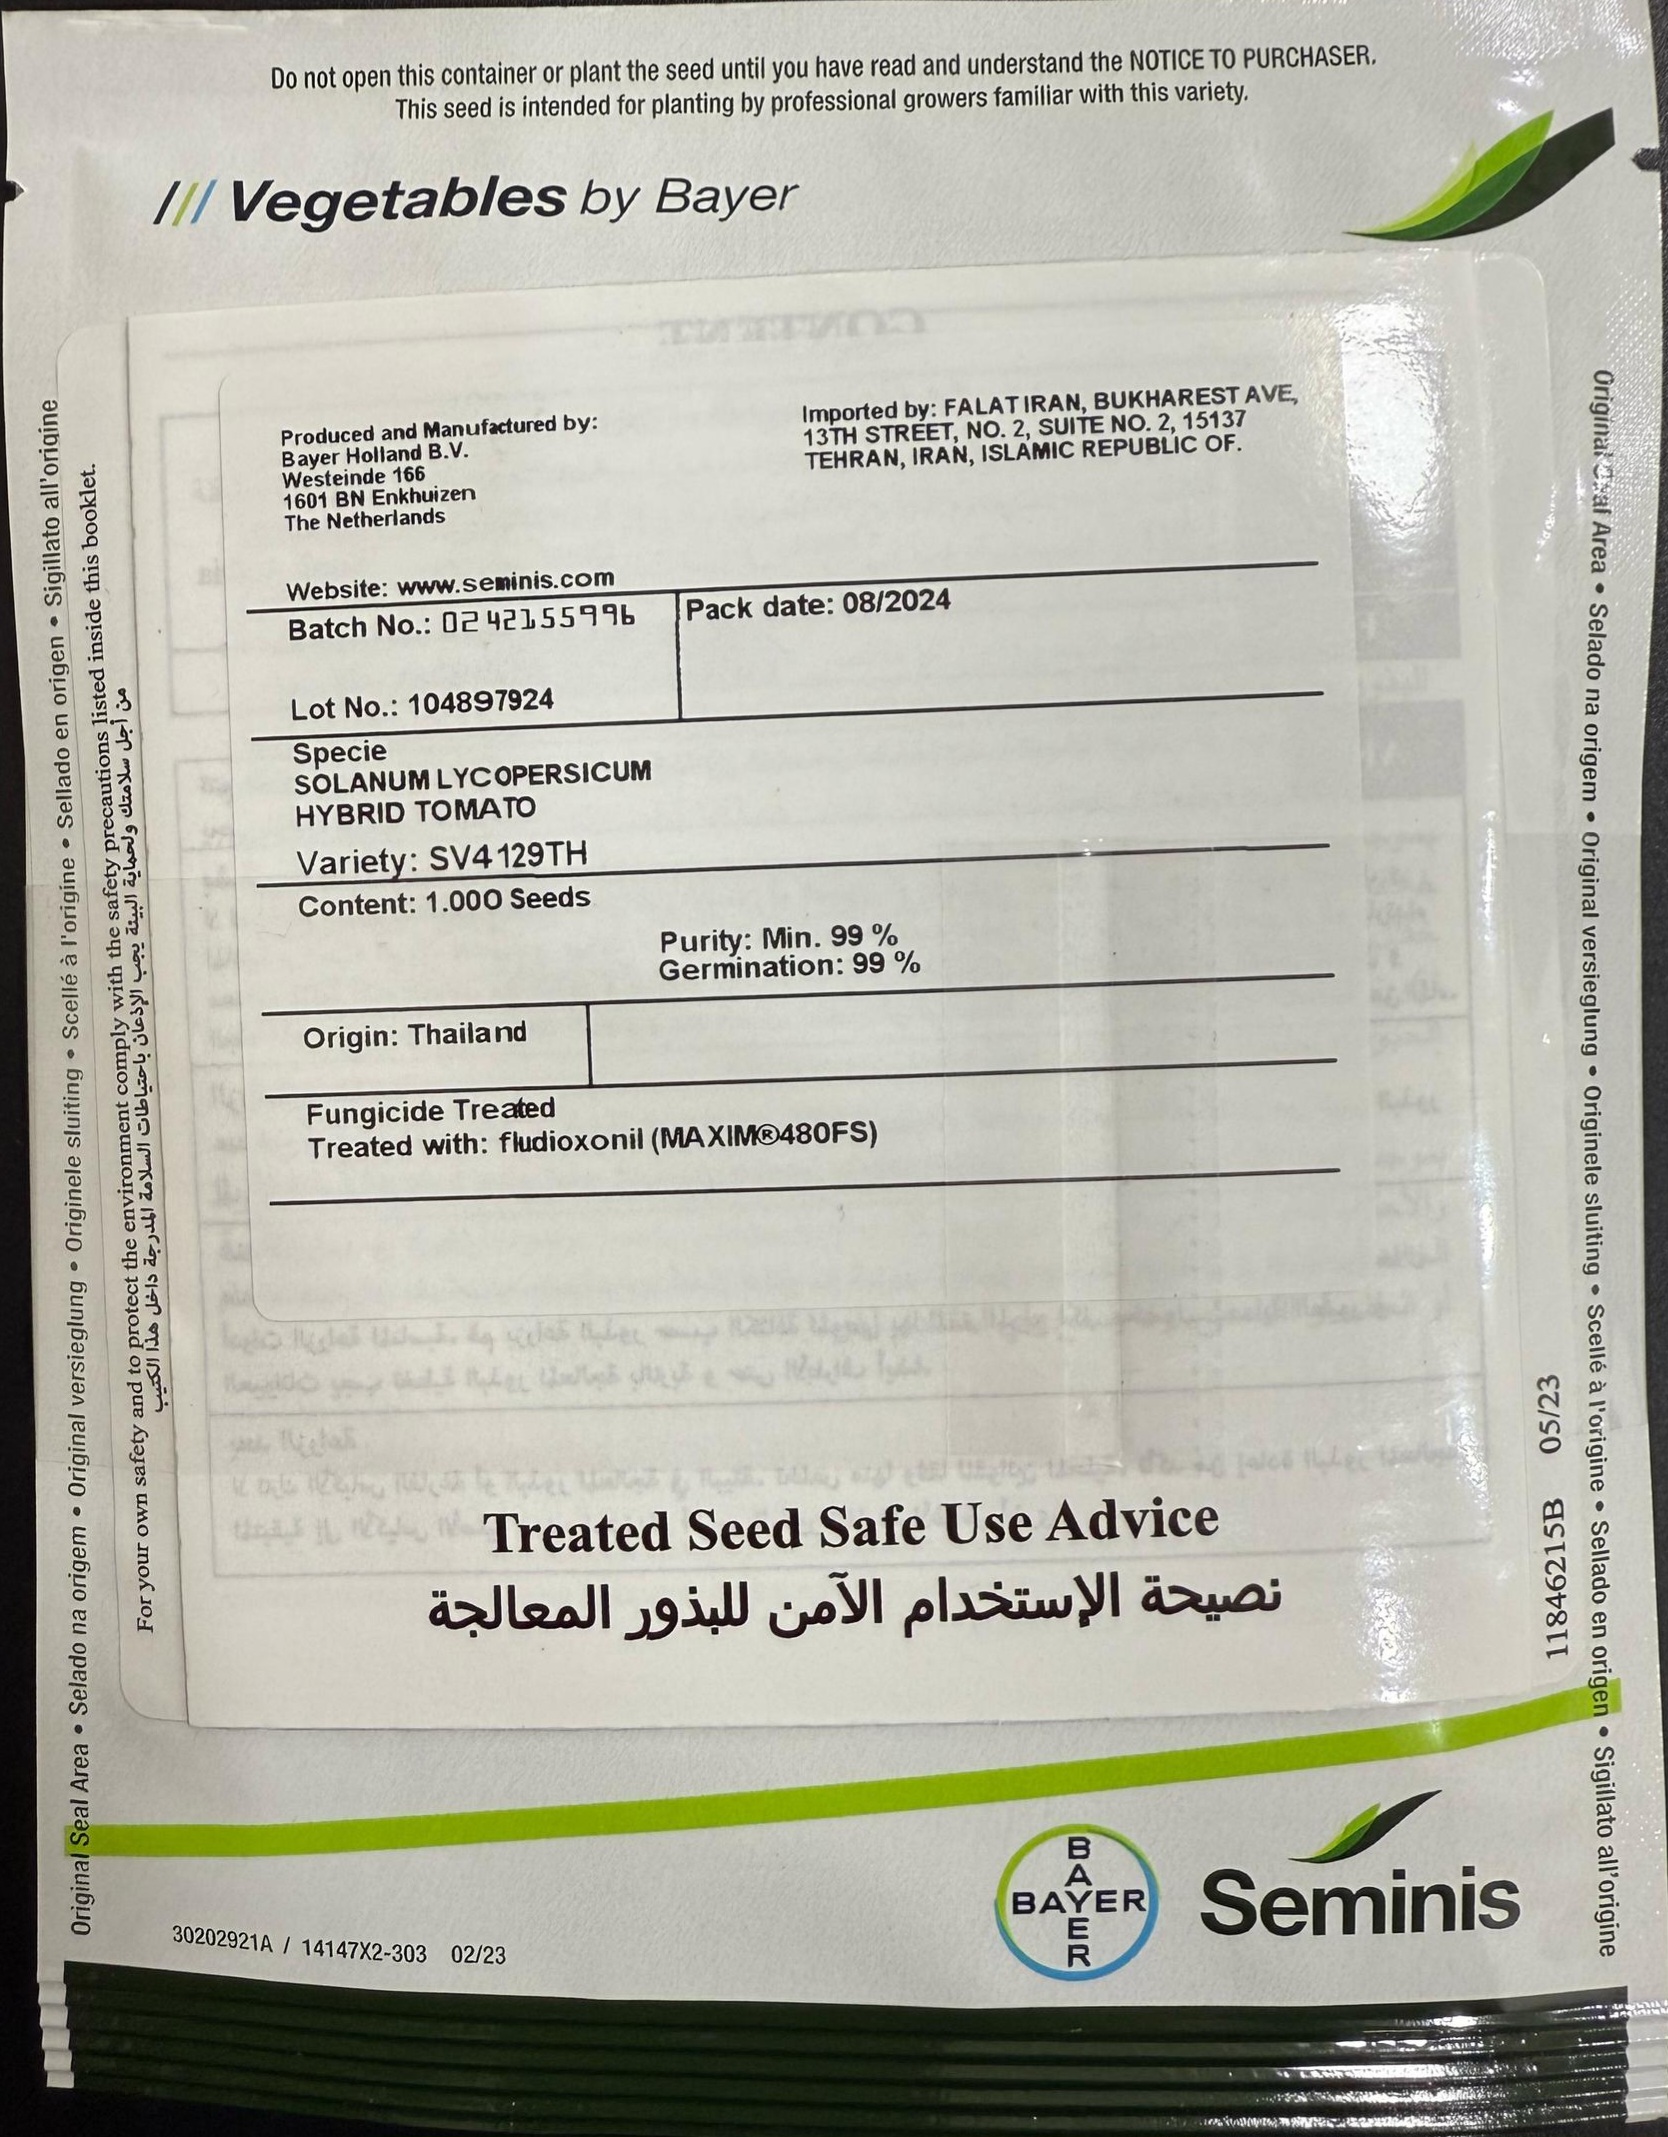 Do not open this container or plant the seed until you have read and understand the NOTICE TO PURCHASER.
This seed is intended for planting by professional growers familiar with this variety.
/// Vegetables by Bayer
Produced and Manufactured by:
Bayer Holland B.V.
Westeinde 166
1601 BN Enkhuizen
The Netherlands
Imported by: FALAT IRAN, BUKHAREST AVE,
13TH STREET, NO. 2, SUITE NO. 2, 15137
TEHRAN, IRAN, ISLAMIC REPUBLIC OF.
Website: www.seminis.com
Batch No.: 0242155996
Pack date: 08/2024
Lot No.: 104897924
Specie
SOLANUM LYCOPERSICUM
HYBRID TOMATO
Variety: SV4129TH
Content: 1.000 Seeds
Purity: Min. 99 %
Germination: 99 %
Origin: Thailand
Fungicide Treated
Treated with: fludioxonil (MAXIM®480FS)
Treated Seed Safe Use Advice
نصيحة الإستخدام الآمن للبذور المعالجة
Original Seal Area • Selado na origem • Original versieglung • Originele sluiting • Scellé à l'origine • Sellado en origen • Sigillato all'origine
For your own safety and to protect the environment comply with the safety precautions listed inside this booklet.
من أجل سلامتك ولحماية البيئة يجب الإذعان باحتياطات السلامة المدرجة داخل هذا الكتيب
Original Seal Area • Selado na origem • Original versieglung • Originele sluiting • Scellé à l'origine • Sellado en origen • Sigillato all'origine
11846215B 05/23
30202921A / 14147X2-303 02/23
BAYER
BAYER
Seminis